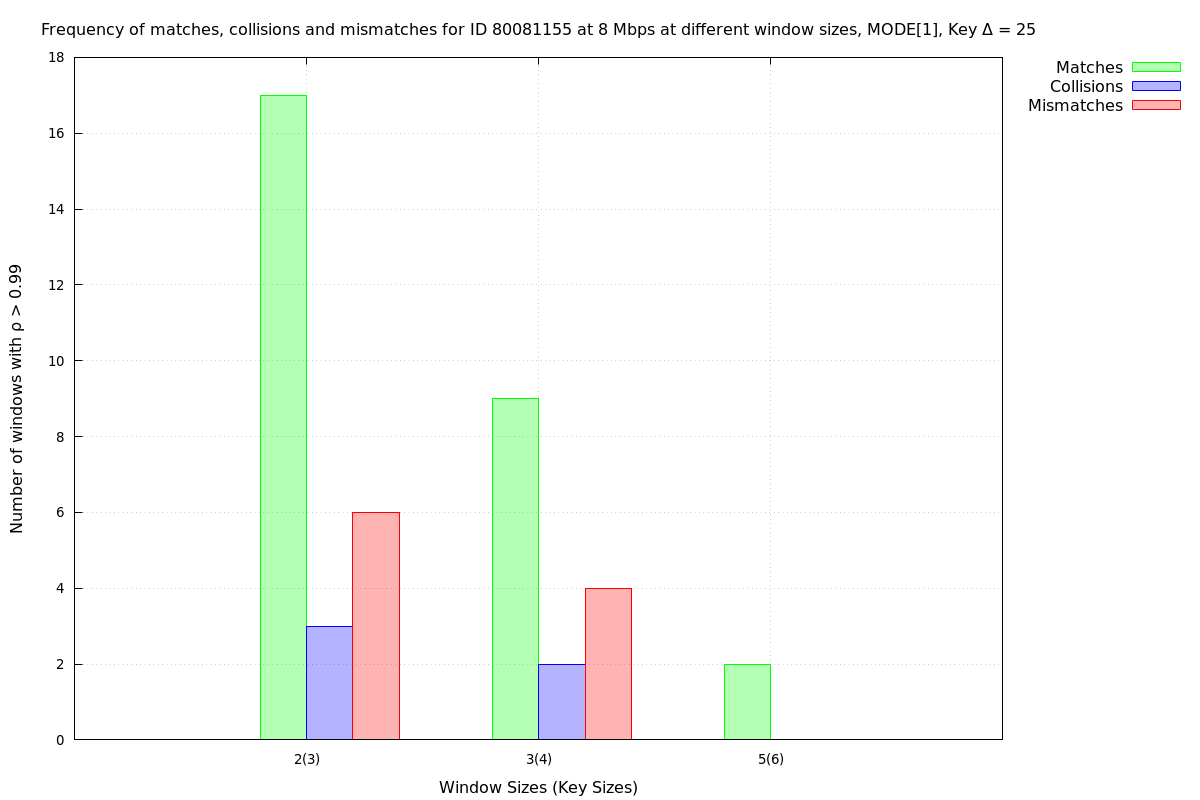 Frequency of matches, collisions and mismatches for ID 80081155 at 8 Mbps at different window sizes, MODE[1], Key Δ = 25
Matches
Collisions
Mismatches
Number of windows with ρ > 0.99
18
16
14
12
10
8
6
4
2
0
2(3) 3(4) 5(6)
Window Sizes (Key Sizes)